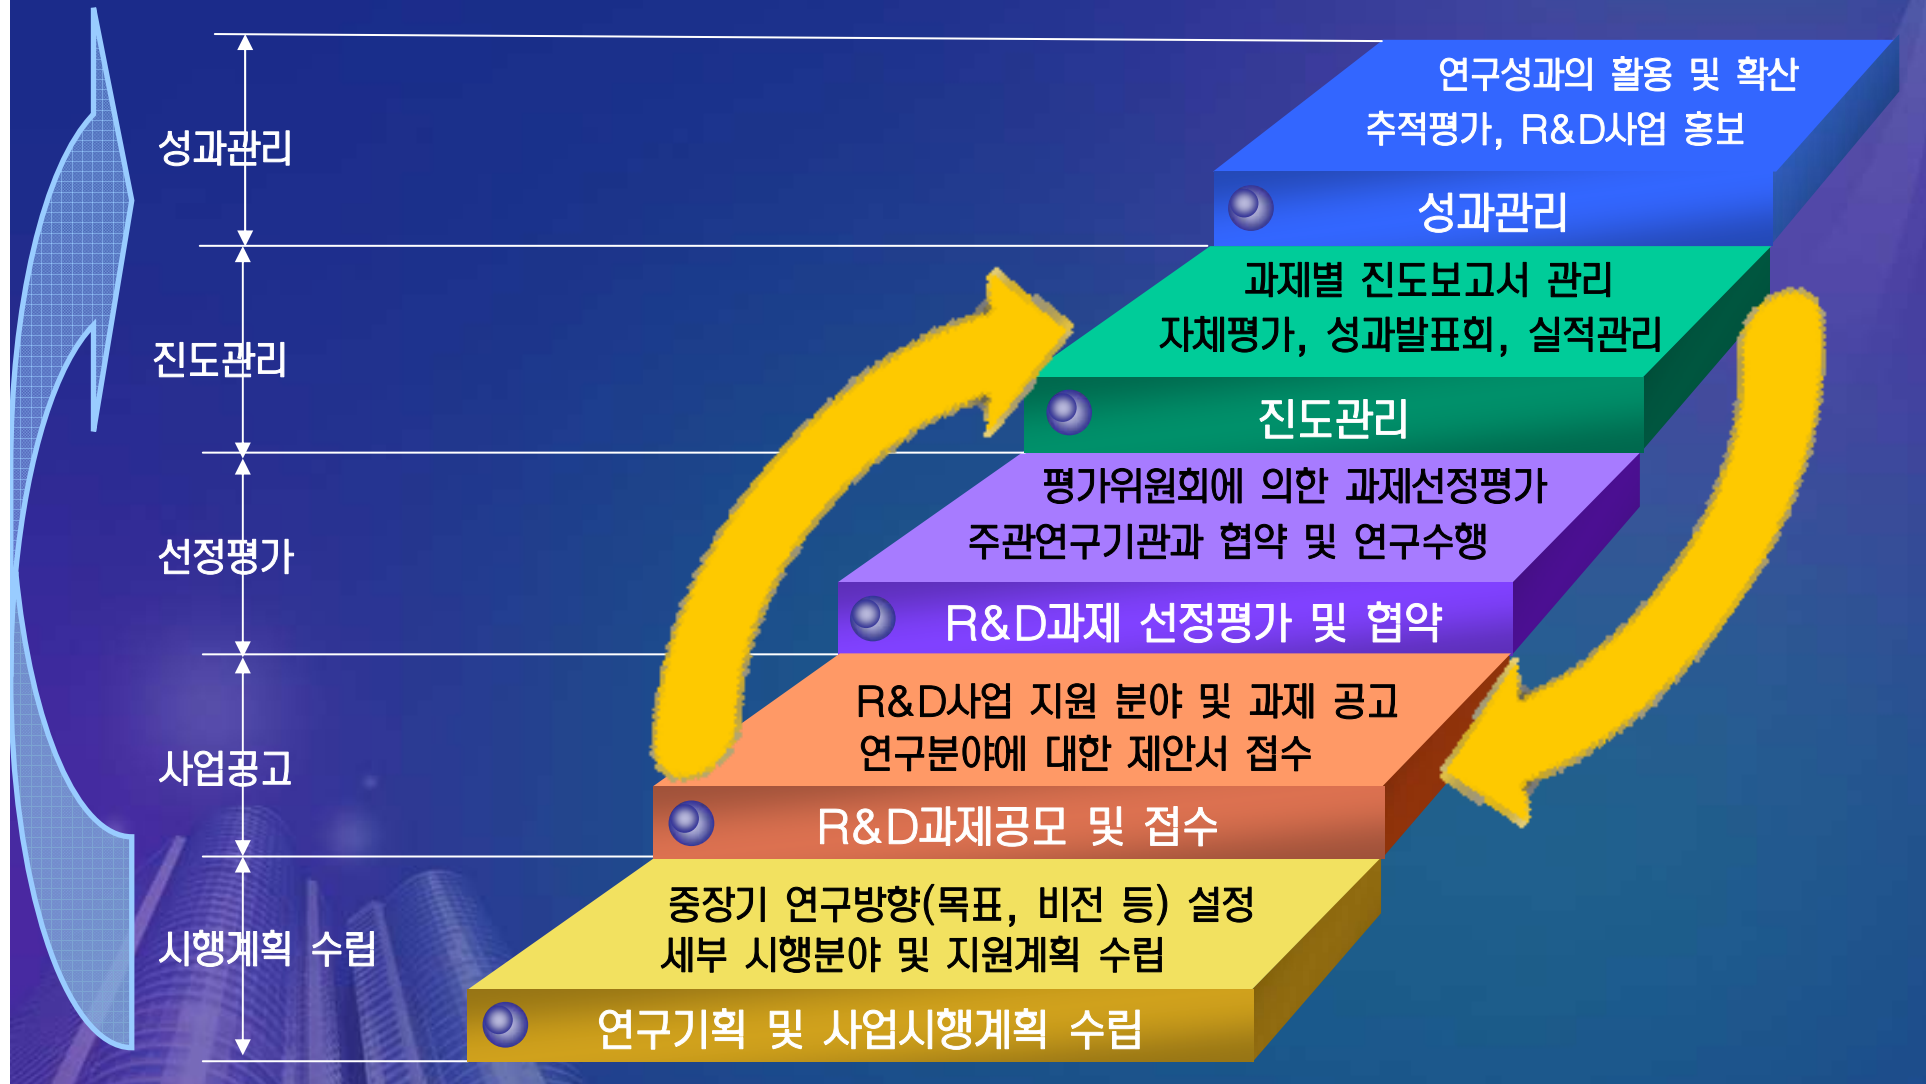 연구성과의 활용 및 확산
추적평가, R&D사업 홍보
성과관리
성과관리
과제별 진도보고서 관리
자체평가, 성과발표회, 실적관리
진도관리
진도관리
평가위원회에 의한 과제선정평가
주관연구기관과 협약 및 연구수행
선정평가
R&D과제 선정평가 및 협약
R&D사업 지원 분야 및 과제 공고
연구분야에 대한 제안서 접수
사업공고
R&D과제공모 및 접수
중장기 연구방향(목표, 비전 등) 설정
세부 시행분야 및 지원계획 수립
시행계획 수립
연구기획 및 사업시행계획 수립